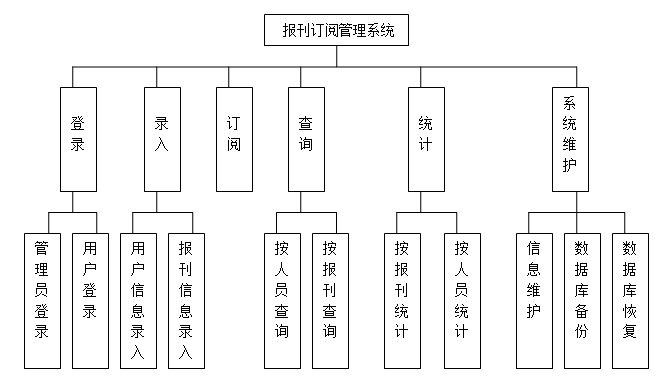 报刊订阅管理系统
登录
录入
订阅
查询
统计
系统维护
管理员登录
用户登录
用户信息录入
报刊信息录入
按人员查询
按报刊查询
按报刊统计
按人员统计
信息维护
数据库备份
数据库恢复